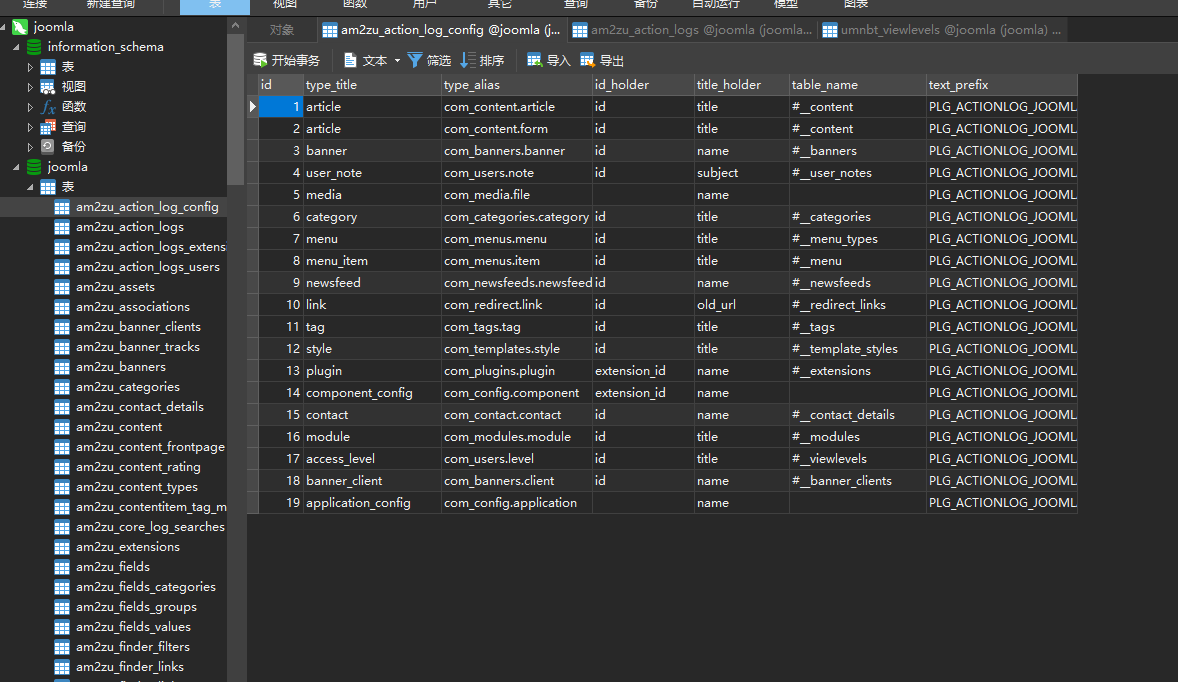 连接 新建查询 表 视图 函数 用户 其它 查询 备份 自动运行 模型 图表
joomla
information_schema
表
视图
函数
查询
备份
joomla
表
am2zu_action_log_config
am2zu_action_logs
am2zu_action_logs_extens
am2zu_action_logs_users
am2zu_assets
am2zu_associations
am2zu_banner_clients
am2zu_banner_tracks
am2zu_banners
am2zu_categories
am2zu_contact_details
am2zu_content
am2zu_content_frontpage
am2zu_content_rating
am2zu_content_types
am2zu_contentitem_tag_m
am2zu_core_log_searches
am2zu_extensions
am2zu_fields
am2zu_fields_categories
am2zu_fields_groups
am2zu_fields_values
am2zu_finder_filters
am2zu_finder_links
对象 am2zu_action_log_config @joomla (j... am2zu_action_logs @joomla (joomla... umnbt_viewlevels @joomla (joomla) ...
开始事务 文本 筛选 排序 导入 导出
id type_title type_alias id_holder title_holder table_name text_prefix
1 article com_content.article id title #__content PLG_ACTIONLOG_JOOML
2 article com_content.form id title #__content PLG_ACTIONLOG_JOOML
3 banner com_banners.banner id name #__banners PLG_ACTIONLOG_JOOML
4 user_note com_users.note id subject #__user_notes PLG_ACTIONLOG_JOOML
5 media com_media.file name PLG_ACTIONLOG_JOOML
6 category com_categories.category id title #__categories PLG_ACTIONLOG_JOOML
7 menu com_menus.menu id title #__menu_types PLG_ACTIONLOG_JOOML
8 menu_item com_menus.item id title #__menu PLG_ACTIONLOG_JOOML
9 newsfeed com_newsfeeds.newsfeed id name #__newsfeeds PLG_ACTIONLOG_JOOML
10 link com_redirect.link id old_url #__redirect_links PLG_ACTIONLOG_JOOML
11 tag com_tags.tag id title #__tags PLG_ACTIONLOG_JOOML
12 style com_templates.style id title #__template_styles PLG_ACTIONLOG_JOOML
13 plugin com_plugins.plugin extension_id name #__extensions PLG_ACTIONLOG_JOOML
14 component_config com_config.component extension_id name PLG_ACTIONLOG_JOOML
15 contact com_contact.contact id name #__contact_details PLG_ACTIONLOG_JOOML
16 module com_modules.module id title #__modules PLG_ACTIONLOG_JOOML
17 access_level com_users.level id title #__viewlevels PLG_ACTIONLOG_JOOML
18 banner_client com_banners.client id name #__banner_clients PLG_ACTIONLOG_JOOML
19 application_config com_config.application name PLG_ACTIONLOG_JOOML